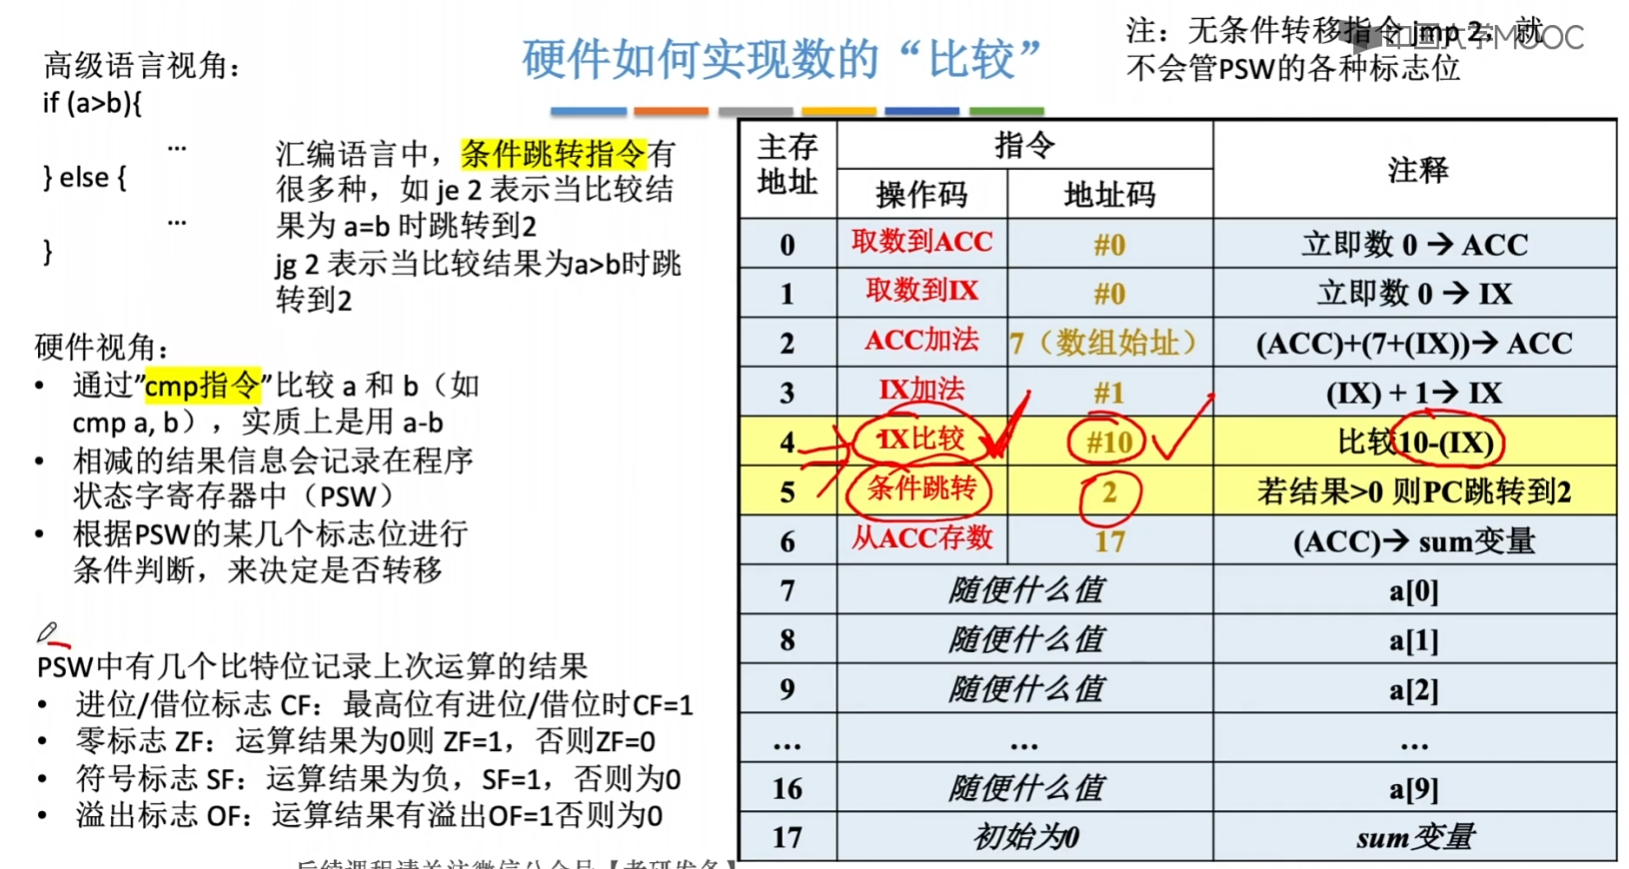 硬件如何实现数的“比较”
注：无条件转移指令 jmp 2，就
不会管PSW的各种标志位
中国大学MOOC
高级语言视角：
if (a>b){
...
} else {
...
}
汇编语言中，条件跳转指令有
很多种，如 je 2 表示当比较结
果为 a=b 时跳转到2
jg 2 表示当比较结果为a>b时跳
转到2
硬件视角：
• 通过”cmp指令”比较 a 和 b（如
cmp a, b），实质上是用 a-b
• 相减的结果信息会记录在程序
状态字寄存器中（PSW）
• 根据PSW的某几个标志位进行
条件判断，来决定是否转移
PSW中有几个比特位记录上次运算的结果
• 进位/借位标志 CF：最高位有进位/借位时CF=1
• 零标志 ZF：运算结果为0则 ZF=1，否则ZF=0
• 符号标志 SF：运算结果为负，SF=1，否则为0
• 溢出标志 OF：运算结果有溢出OF=1否则为0
主存 指令 注释
地址 操作码 地址码
0 取数到ACC #0 立即数 0 → ACC
1 取数到IX #0 立即数 0 → IX
2 ACC加法 7（数组始址） (ACC)+(7+(IX))→ ACC
3 IX加法 #1 (IX) + 1→ IX
4 IX比较 #10 比较10-(IX)
5 条件跳转 2 若结果>0 则PC跳转到2
6 从ACC存数 17 (ACC)→ sum变量
7 随便什么值 a[0]
8 随便什么值 a[1]
9 随便什么值 a[2]
... ... ...
16 随便什么值 a[9]
17 初始为0 sum变量